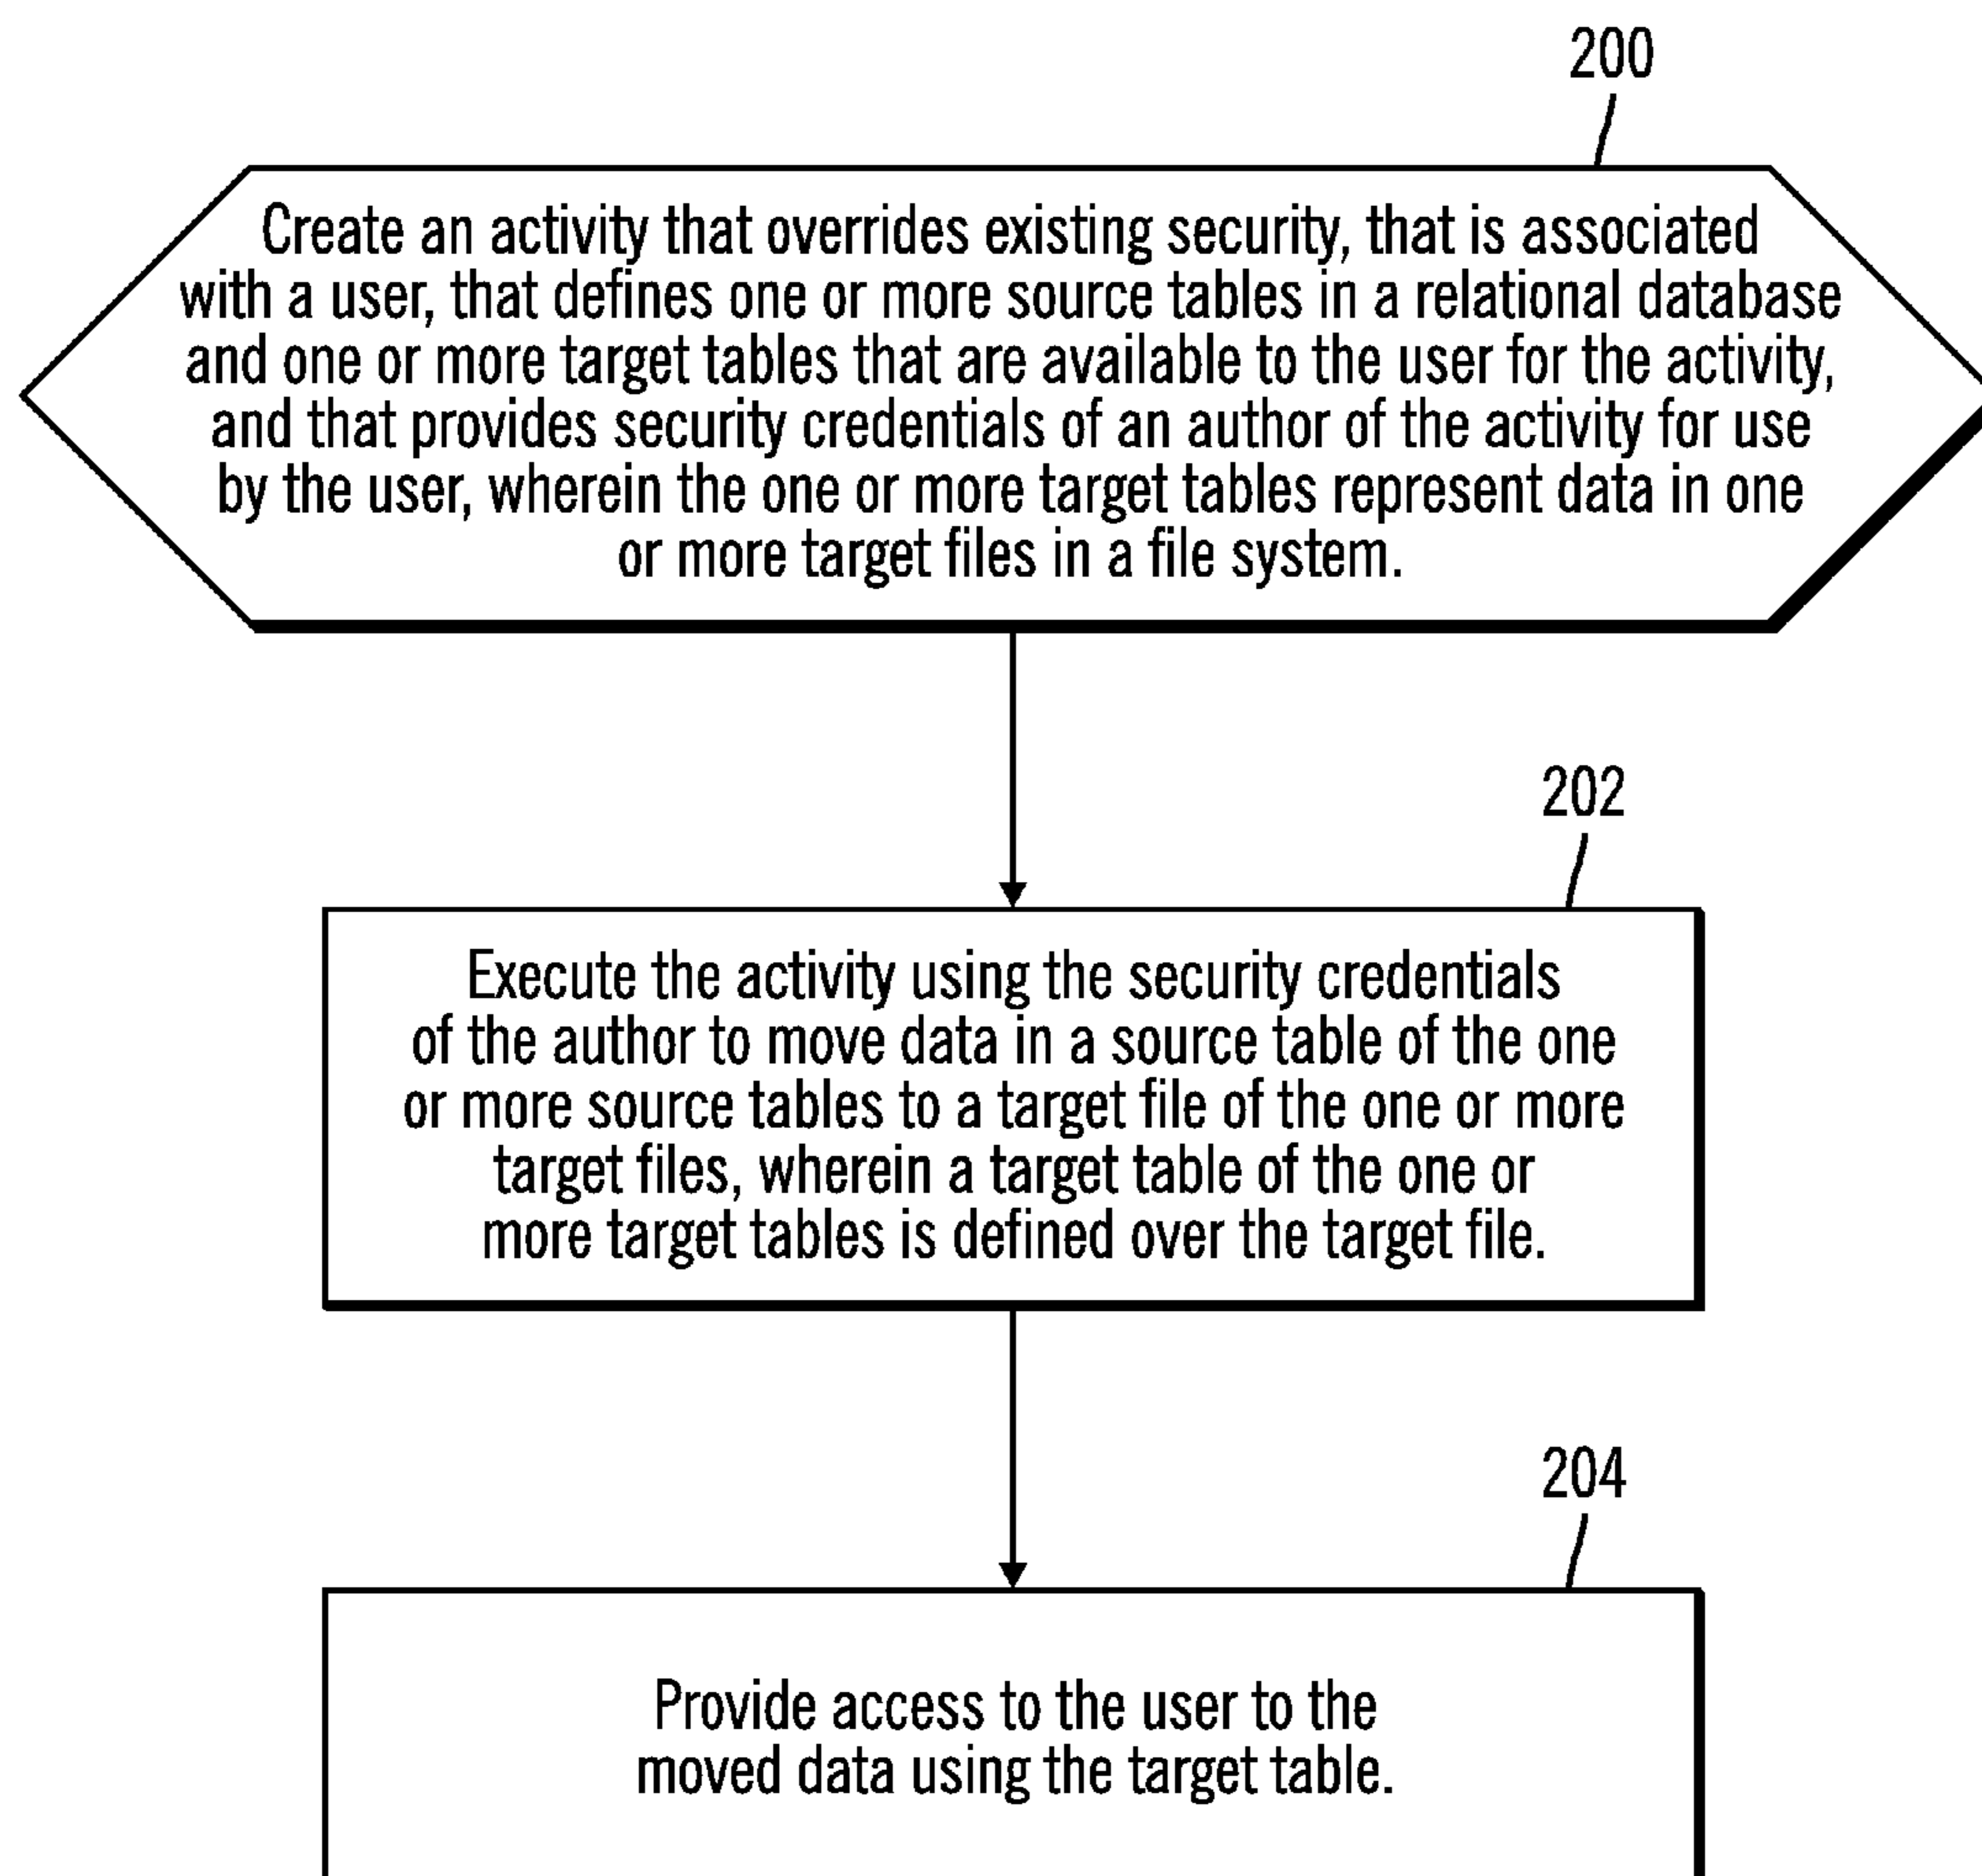 200
Create an activity that overrides existing security, that is associated
with a user, that defines one or more source tables in a relational database
and one or more target tables that are available to the user for the activity,
and that provides security credentials of an author of the activity for use
by the user, wherein the one or more target tables represent data in one
or more target files in a file system.
202
Execute the activity using the security credentials
of the author to move data in a source table of the one
or more source tables to a target file of the one or more
target files, wherein a target table of the one or
more target tables is defined over the target file.
204
Provide access to the user to the
moved data using the target table.